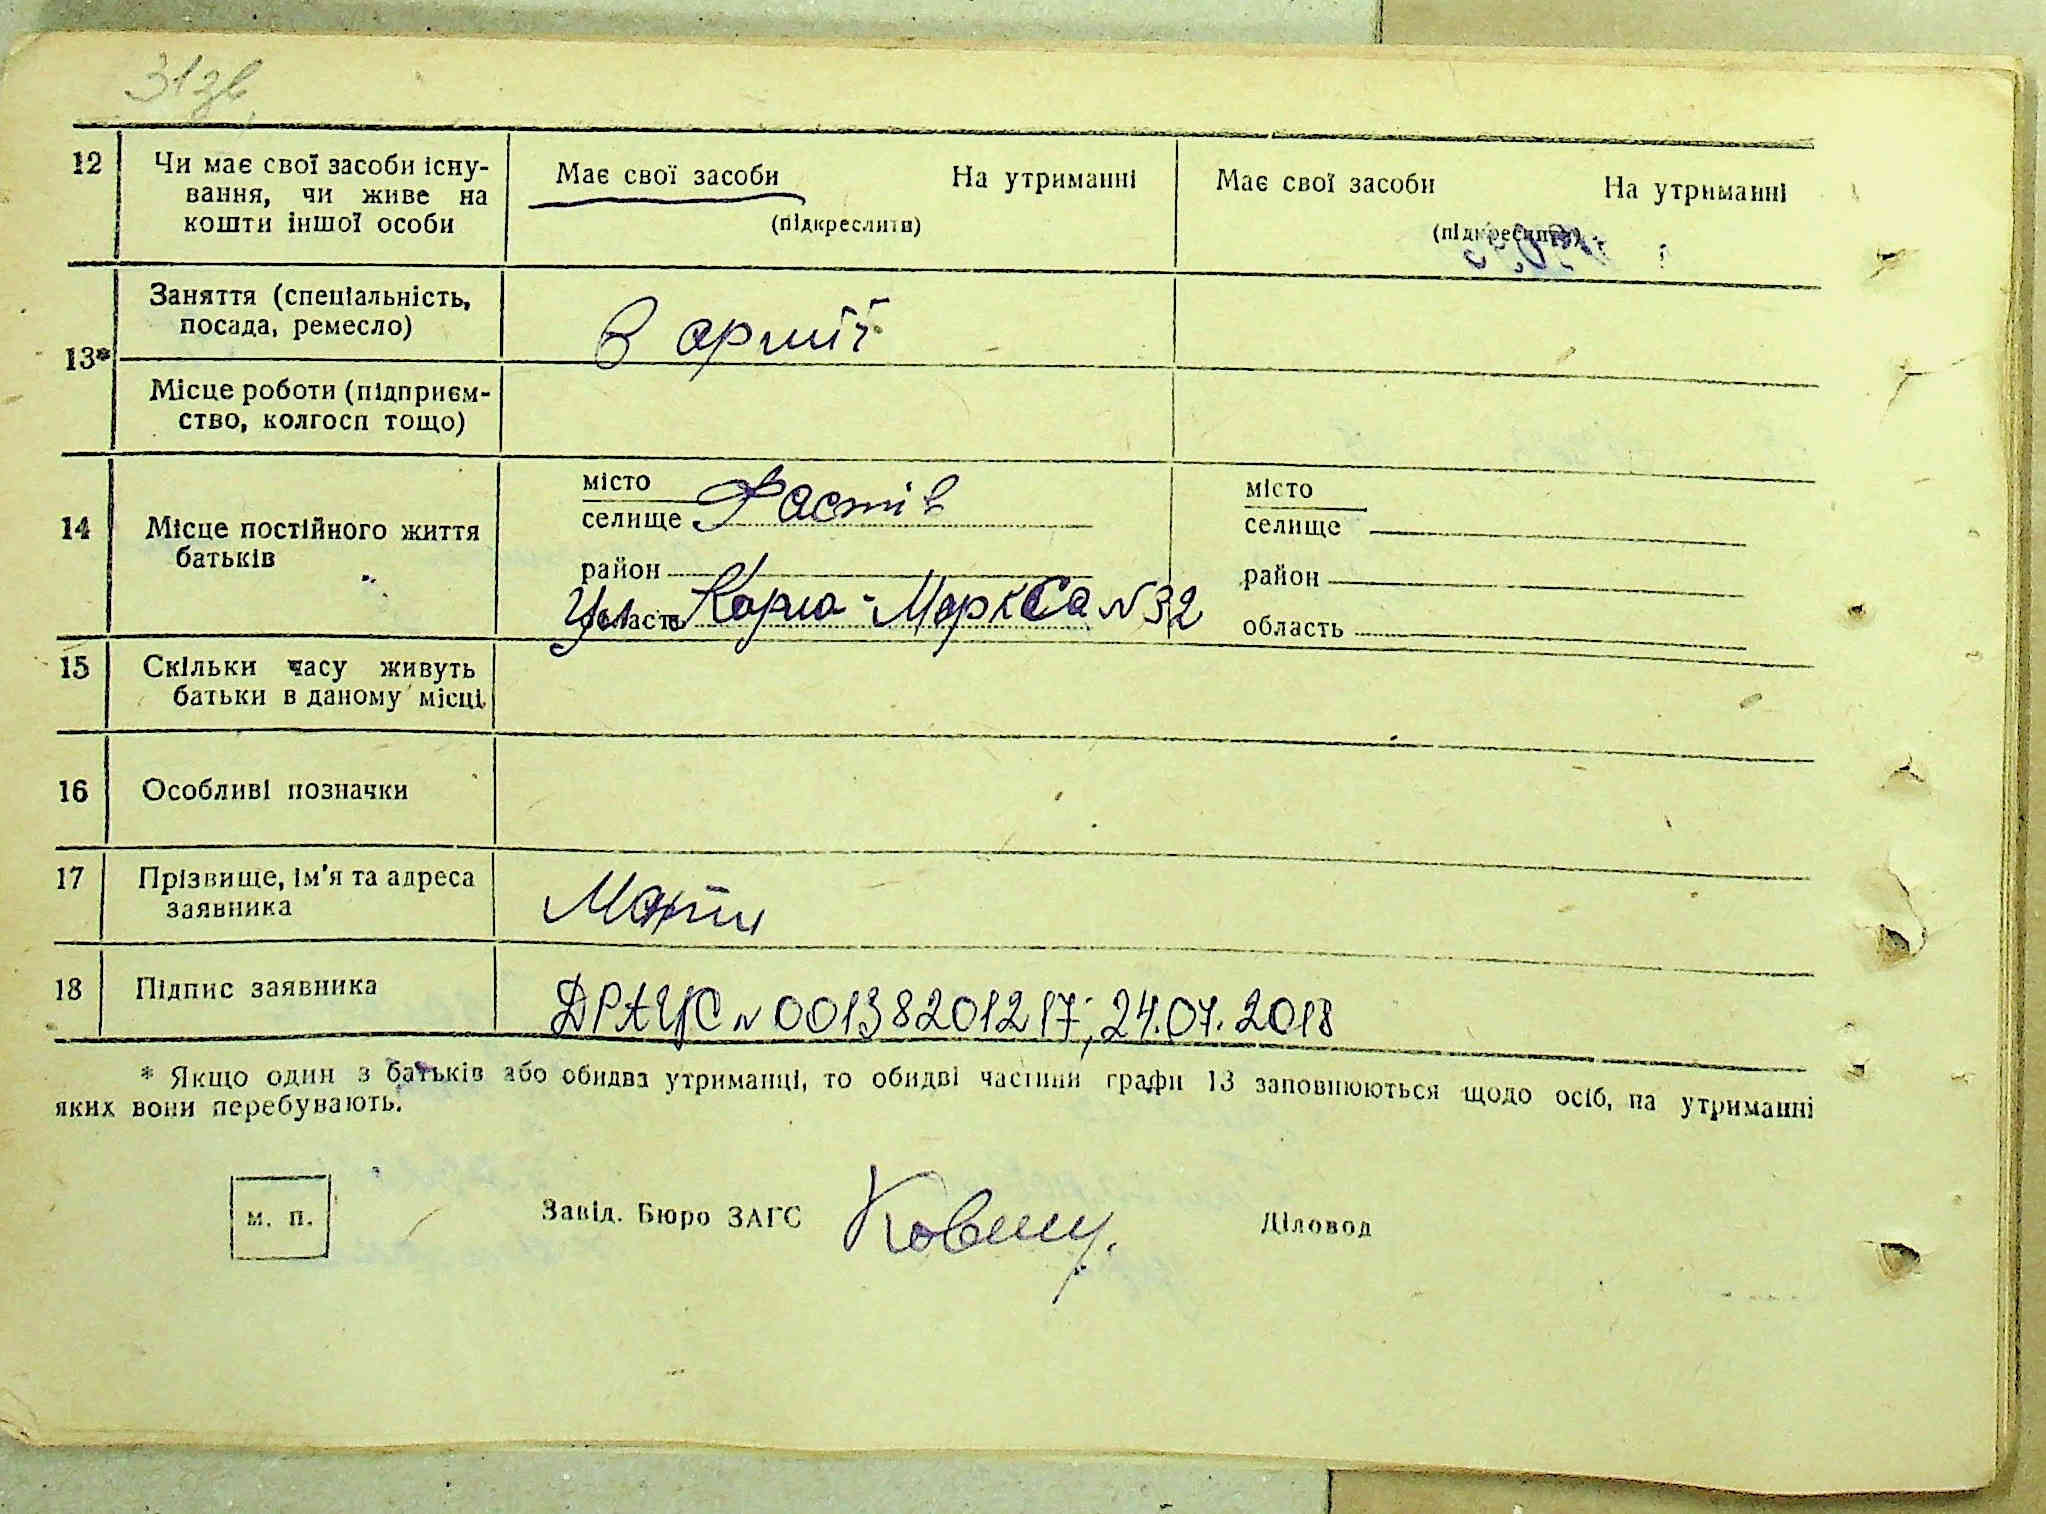 31зв
12 Чи має свої засоби існу-
вання, чи живе на
кошти іншої особи
Має свої засоби На утриманні
(підкреслити)
Має свої засоби На утриманні
(підкреслити)
13*
Заняття (спеціальність,
посада, ремесло)
В армії
Місце роботи (підприєм-
ство, колгосп тощо)
14 Місце постійного життя
батьків
місто
селище Фастів
район
область
Ул. Карла-Маркса N 32
місто
селище
район
область
15 Скільки часу живуть
батьки в даному місці
16 Особливі позначки
17 Прізвище, ім'я та адреса
заявника
Мати
18 Підпис заявника
ДРАЦС N 00138201217; 24.07.2018
* Якщо один з батьків або обидва утриманці, то обидві частини графи 13 заповнюються щодо осіб, на утриманні
яких вони перебувають.
м. п.
Завід. Бюро ЗАГС
Діловод